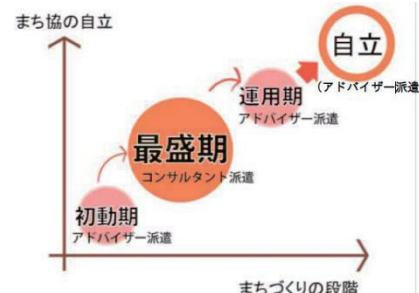 まち協の自立
自立
(アドバイザー派遣
運用期
アドバイザー派遣
最盛期
コンサルタント派遣
初動期
アドバイザー派遣
まちづくりの段階